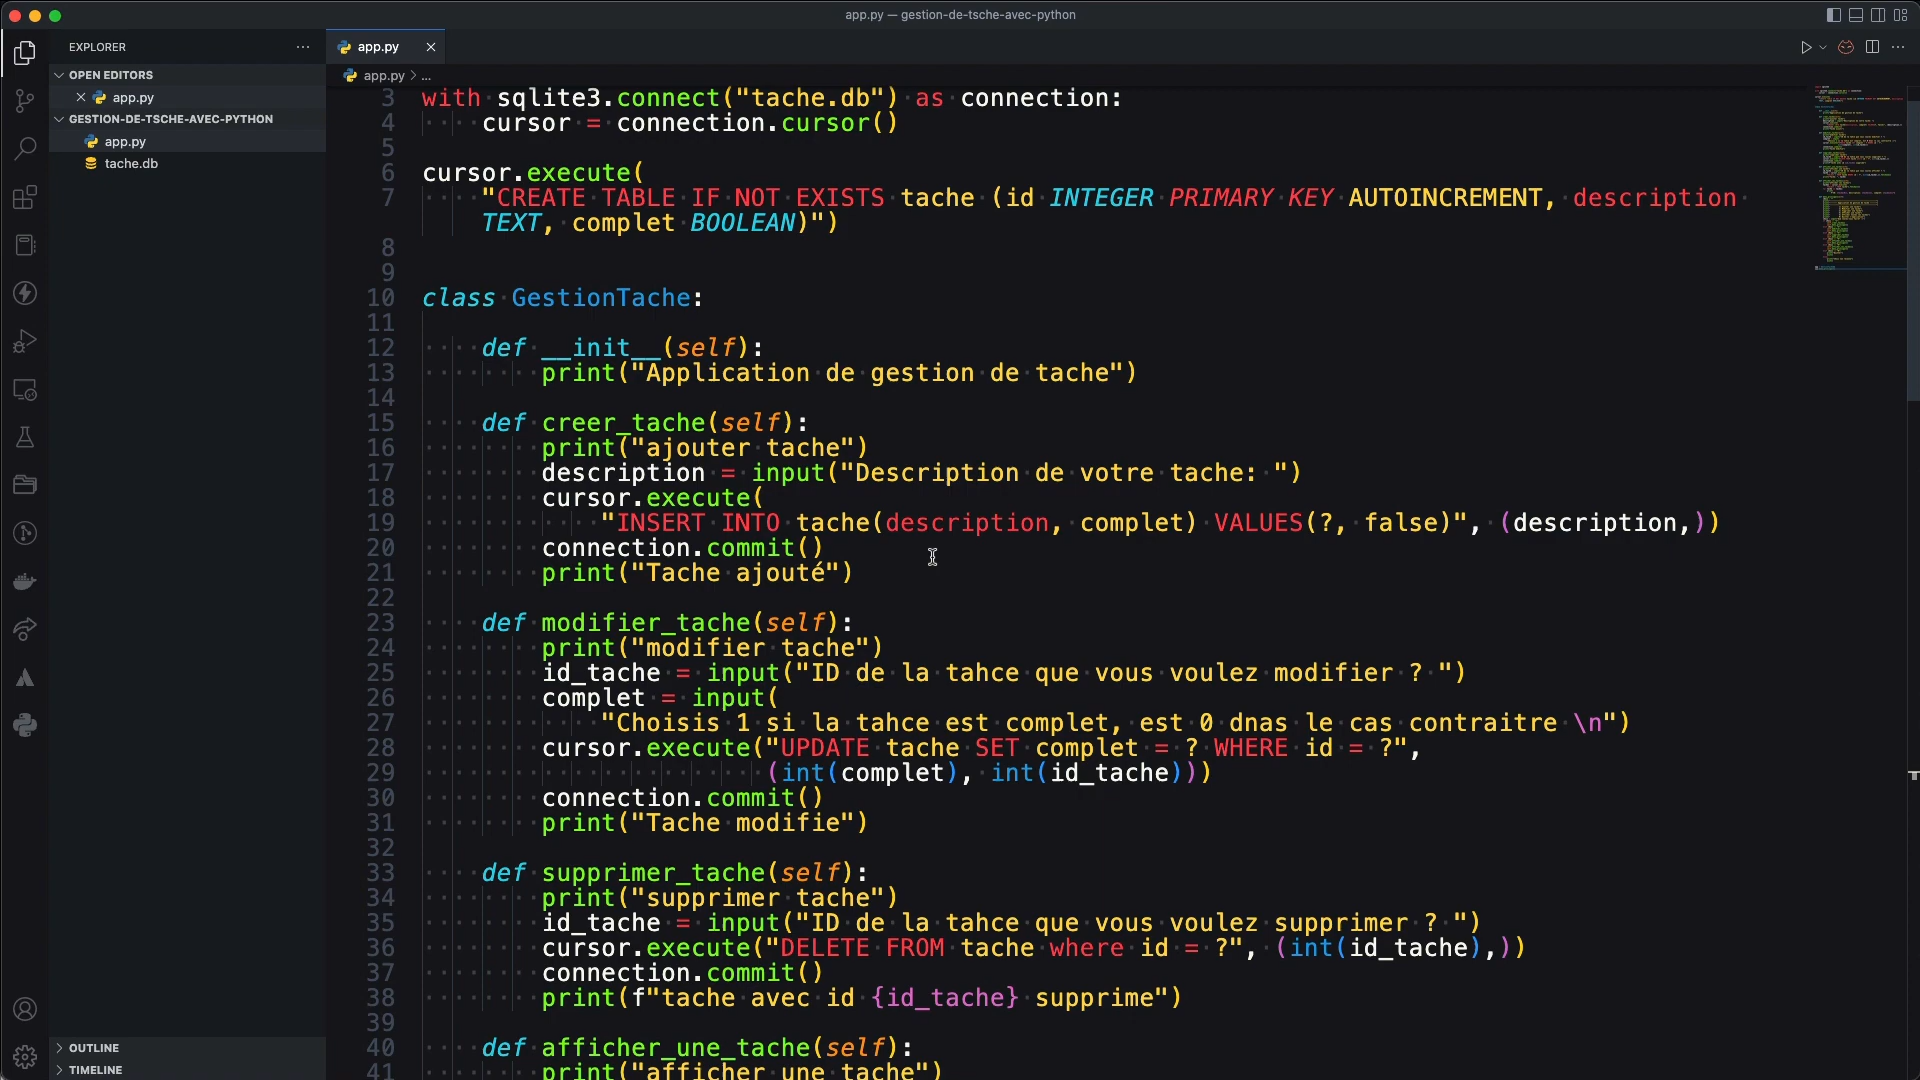 app.py — gestion-de-tsche-avec-python
EXPLORER
OPEN EDITORS
app.py
GESTION-DE-TSCHE-AVEC-PYTHON
app.py
tache.db
OUTLINE
TIMELINE
app.py
app.py > ...
3 with sqlite3.connect("tache.db") as connection:
4 cursor = connection.cursor()
5
6 cursor.execute(
7 "CREATE TABLE IF NOT EXISTS tache (id INTEGER PRIMARY KEY AUTOINCREMENT, description
TEXT, complet BOOLEAN)")
8
9
10 class GestionTache:
11
12 def __init__(self):
13 print("Application de gestion de tache")
14
15 def creer_tache(self):
16 print("ajouter tache")
17 description = input("Description de votre tache: ")
18 cursor.execute(
19 "INSERT INTO tache(description, complet) VALUES(?, false)", (description,))
20 connection.commit()
21 print("Tache ajouté")
22
23 def modifier_tache(self):
24 print("modifier tache")
25 id_tache = input("ID de la tahce que vous voulez modifier ? ")
26 complet = input(
27 "Choisis 1 si la tahce est complet, est 0 dnas le cas contraitre \n")
28 cursor.execute("UPDATE tache SET complet = ? WHERE id = ?",
29 (int(complet), int(id_tache)))
30 connection.commit()
31 print("Tache modifie")
32
33 def supprimer_tache(self):
34 print("supprimer tache")
35 id_tache = input("ID de la tahce que vous voulez supprimer ? ")
36 cursor.execute("DELETE FROM tache where id = ?", (int(id_tache),))
37 connection.commit()
38 print(f"tache avec id {id_tache} supprime")
39
40 def afficher_une_tache(self):
41 print("afficher une tache")